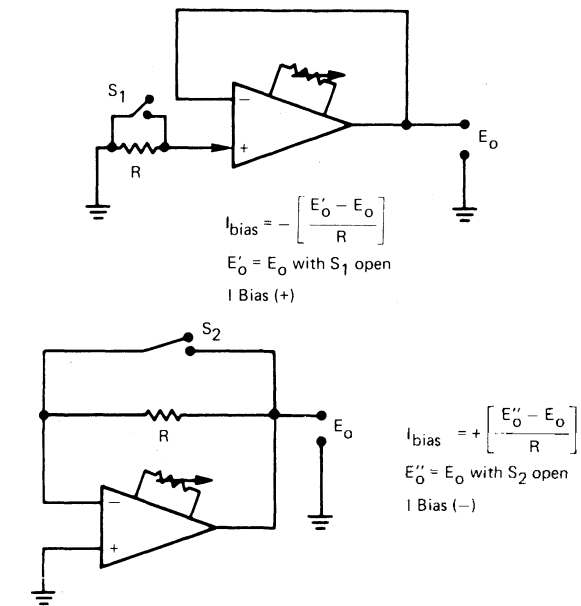 S1
−
+
R
Eo
Ibias = − [ E′o − Eo / R ]
E′o = Eo with S1 open
I Bias (+)
S2
R
Eo
−
+
Ibias = + [ E″o − Eo / R ]
E″o = Eo with S2 open
I Bias (−)